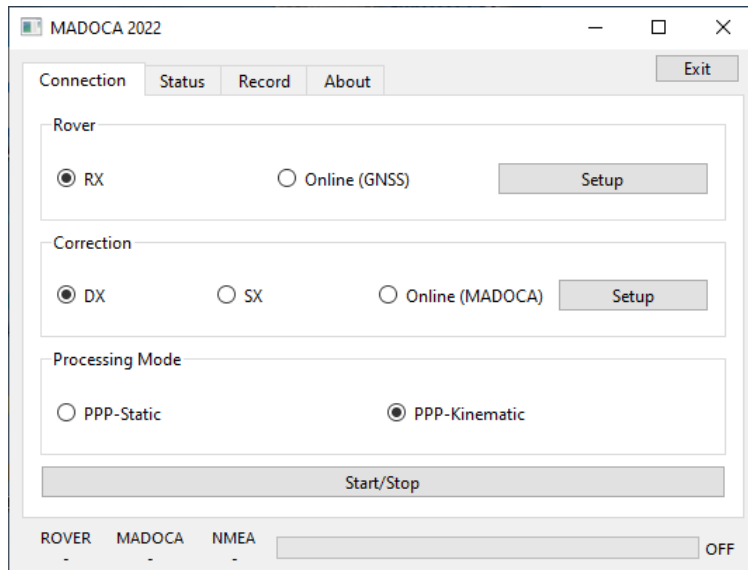 MADOCA 2022
Exit
Connection Status Record About
Rover
RX Online (GNSS) Setup
Correction
DX SX Online (MADOCA) Setup
Processing Mode
PPP-Static PPP-Kinematic
Start/Stop
ROVER MADOCA NMEA
- - - OFF